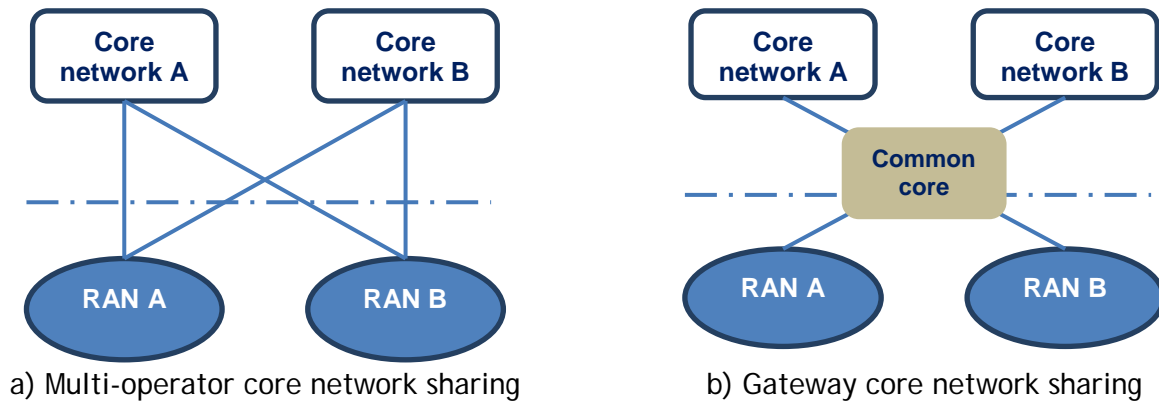 Core
network A
Core
network B
RAN A
RAN B
a) Multi-operator core network sharing
Core
network A
Core
network B
Common
core
RAN A
RAN B
b) Gateway core network sharing